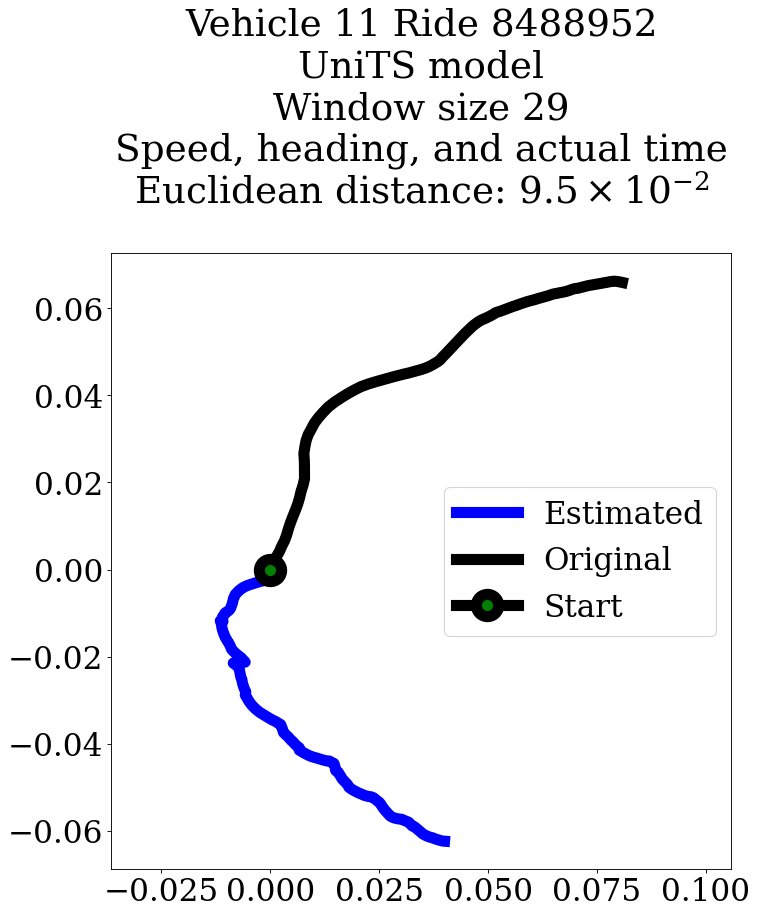 Vehicle 11 Ride 8488952
UniTS model
Window size 29
Speed, heading, and actual time
Euclidean distance: 9.5 × 10⁻²
0.06
0.04
0.02
0.00
−0.02
−0.04
−0.06
Estimated
Original
Start
−0.025 0.000 0.025 0.050 0.075 0.100